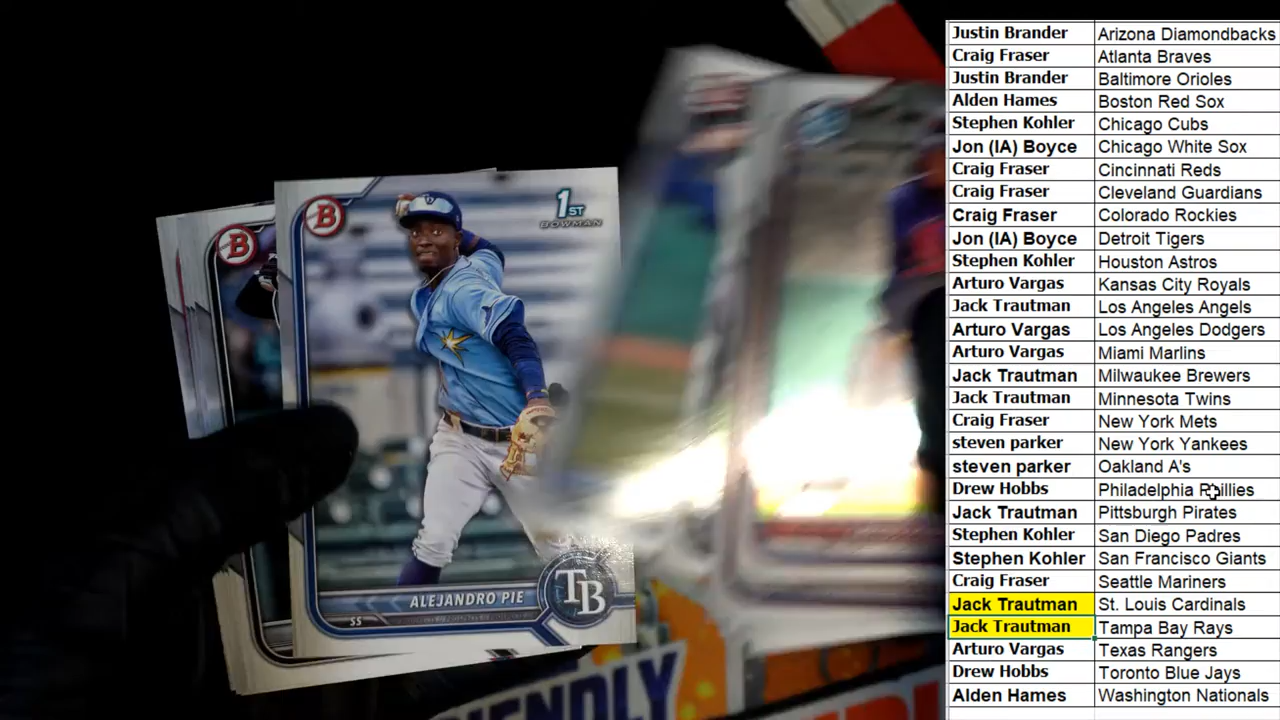 B
B
1ST
BOWMAN
ALEJANDRO PIE
SS
TB
ENDLY
Justin Brander Arizona Diamondbacks
Craig Fraser Atlanta Braves
Justin Brander Baltimore Orioles
Alden Hames Boston Red Sox
Stephen Kohler Chicago Cubs
Jon (IA) Boyce Chicago White Sox
Craig Fraser Cincinnati Reds
Craig Fraser Cleveland Guardians
Craig Fraser Colorado Rockies
Jon (IA) Boyce Detroit Tigers
Stephen Kohler Houston Astros
Arturo Vargas Kansas City Royals
Jack Trautman Los Angeles Angels
Arturo Vargas Los Angeles Dodgers
Arturo Vargas Miami Marlins
Jack Trautman Milwaukee Brewers
Jack Trautman Minnesota Twins
Craig Fraser New York Mets
steven parker New York Yankees
steven parker Oakland A's
Drew Hobbs Philadelphia Phillies
Jack Trautman Pittsburgh Pirates
Stephen Kohler San Diego Padres
Stephen Kohler San Francisco Giants
Craig Fraser Seattle Mariners
Jack Trautman St. Louis Cardinals
Jack Trautman Tampa Bay Rays
Arturo Vargas Texas Rangers
Drew Hobbs Toronto Blue Jays
Alden Hames Washington Nationals